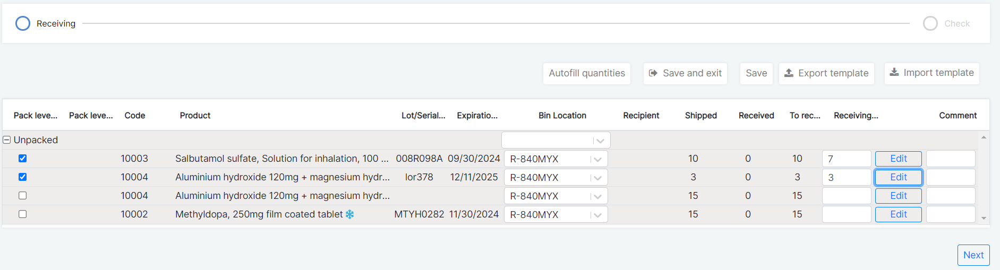 Receiving Check
Autofill quantities Save and exit Save Export template Import template
Pack leve... Pack leve... Code Product Lot/Serial... Expiratio... Bin Location Recipient Shipped Received To rec... Receiving... Comment
Unpacked
10003 Salbutamol sulfate, Solution for inhalation, 100 ... 008R098A 09/30/2024 R-840MYX 10 0 10 7 Edit
10004 Aluminium hydroxide 120mg + magnesium hydr... lor378 12/11/2025 R-840MYX 3 0 3 3 Edit
10004 Aluminium hydroxide 120mg + magnesium hydr... R-840MYX 15 0 15 Edit
10002 Methyldopa, 250mg film coated tablet MTYH0282 11/30/2024 R-840MYX 15 0 15 Edit
Next